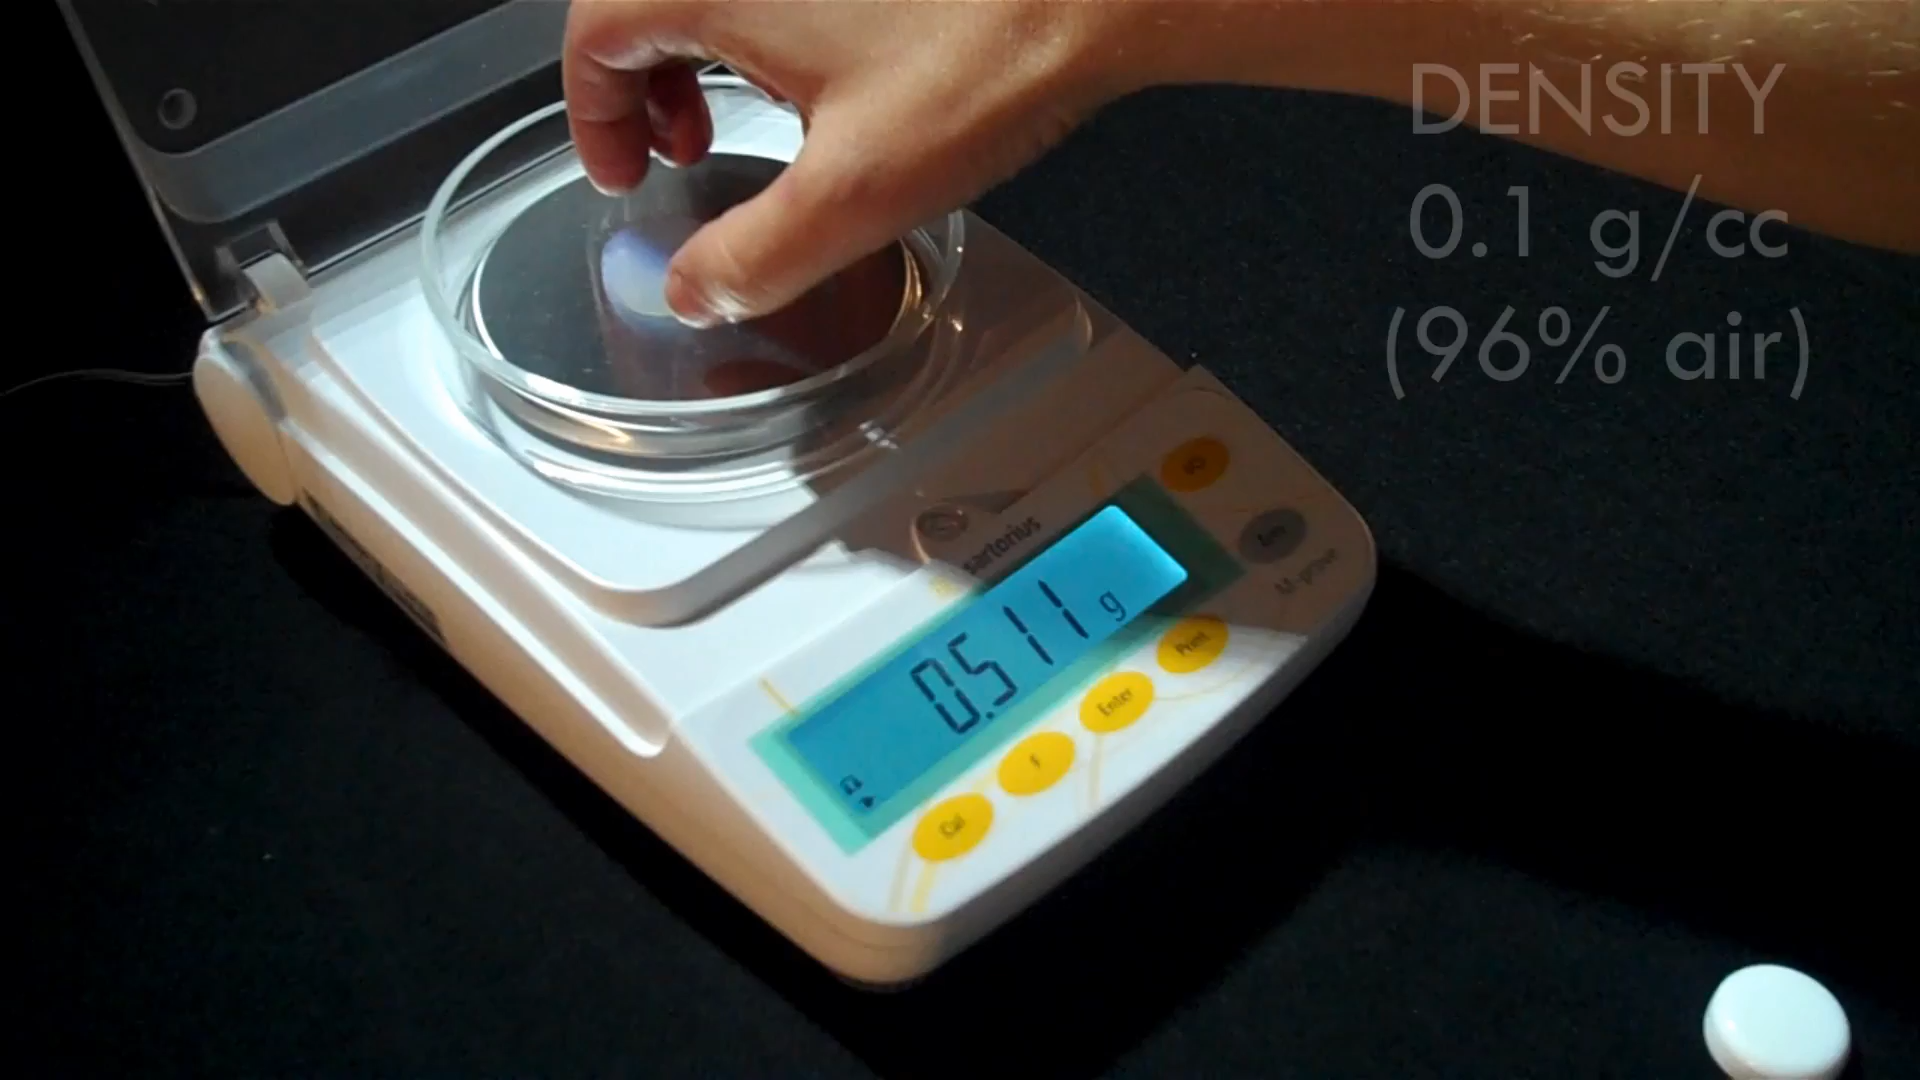 DENSITY
0.1 g/cc
(96% air)
sartorius
0.511 g
Print
Enter
Cal